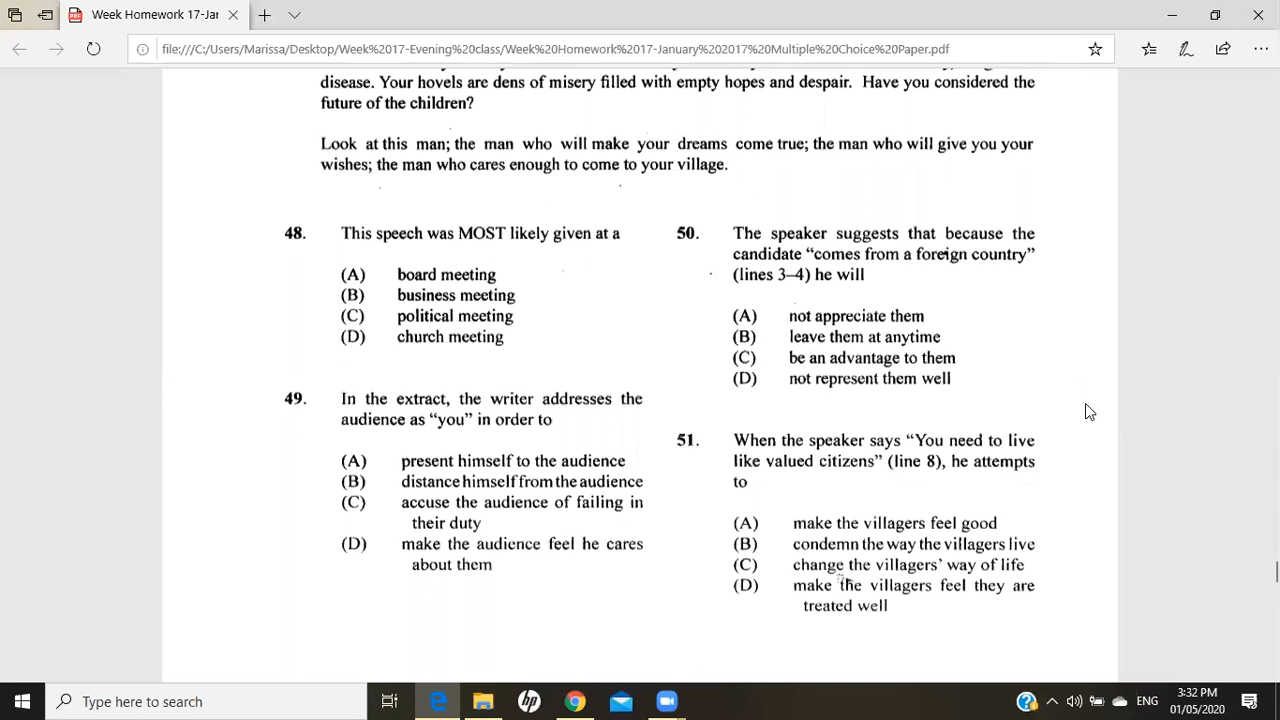 Week Homework 17-Jar
file:///C:/Users/Marissa/Desktop/Week%2017-Evening%20class/Week%20Homework%2017-January%202017%20Multiple%20Choice%20Paper.pdf
disease. Your hovels are dens of misery filled with empty hopes and despair. Have you considered the
future of the children?
Look at this man; the man who will make your dreams come true; the man who will give you your
wishes; the man who cares enough to come to your village.
48. This speech was MOST likely given at a
(A) board meeting
(B) business meeting
(C) political meeting
(D) church meeting
49. In the extract, the writer addresses the
audience as “you” in order to
(A) present himself to the audience
(B) distance himself from the audience
(C) accuse the audience of failing in
their duty
(D) make the audience feel he cares
about them
50. The speaker suggests that because the
candidate “comes from a foreign country”
(lines 3–4) he will
(A) not appreciate them
(B) leave them at anytime
(C) be an advantage to them
(D) not represent them well
51. When the speaker says “You need to live
like valued citizens” (line 8), he attempts
to
(A) make the villagers feel good
(B) condemn the way the villagers live
(C) change the villagers’ way of life
(D) make the villagers feel they are
treated well
Type here to search
hp
ENG
3:32 PM
01/05/2020